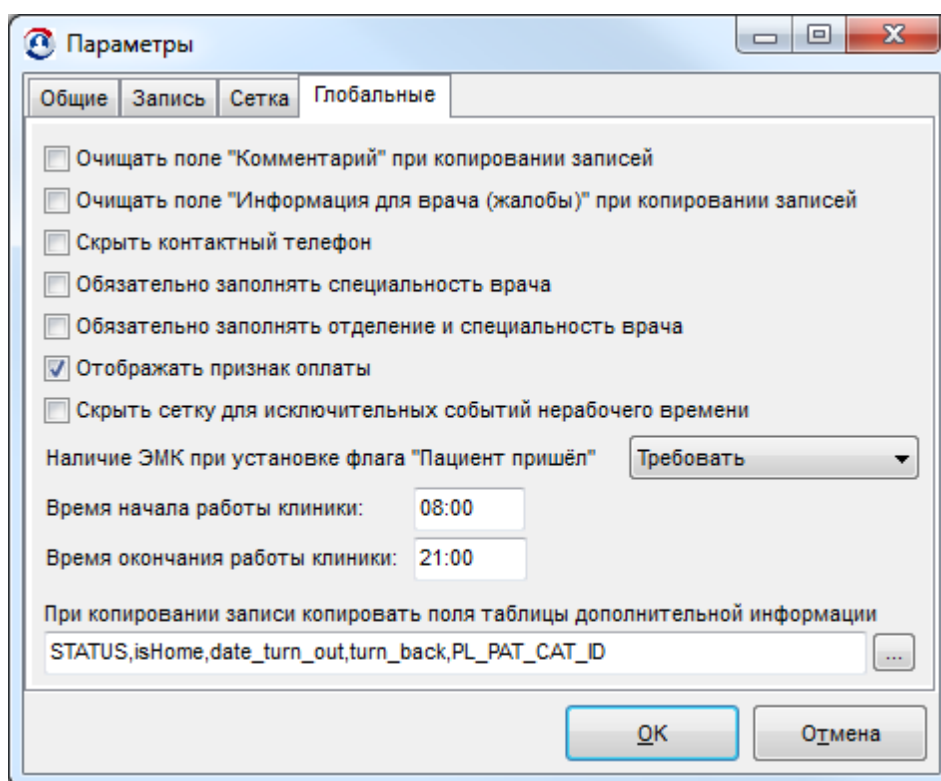 Параметры
Общие Запись Сетка Глобальные
Очищать поле "Комментарий" при копировании записей
Очищать поле "Информация для врача (жалобы)" при копировании записей
Скрыть контактный телефон
Обязательно заполнять специальность врача
Обязательно заполнять отделение и специальность врача
Отображать признак оплаты
Скрыть сетку для исключительных событий нерабочего времени
Наличие ЭМК при установке флага "Пациент пришёл" Требовать
Время начала работы клиники: 08:00
Время окончания работы клиники: 21:00
При копировании записи копировать поля таблицы дополнительной информации
STATUS,isHome,date_turn_out,turn_back,PL_PAT_CAT_ID ...
OK Отмена